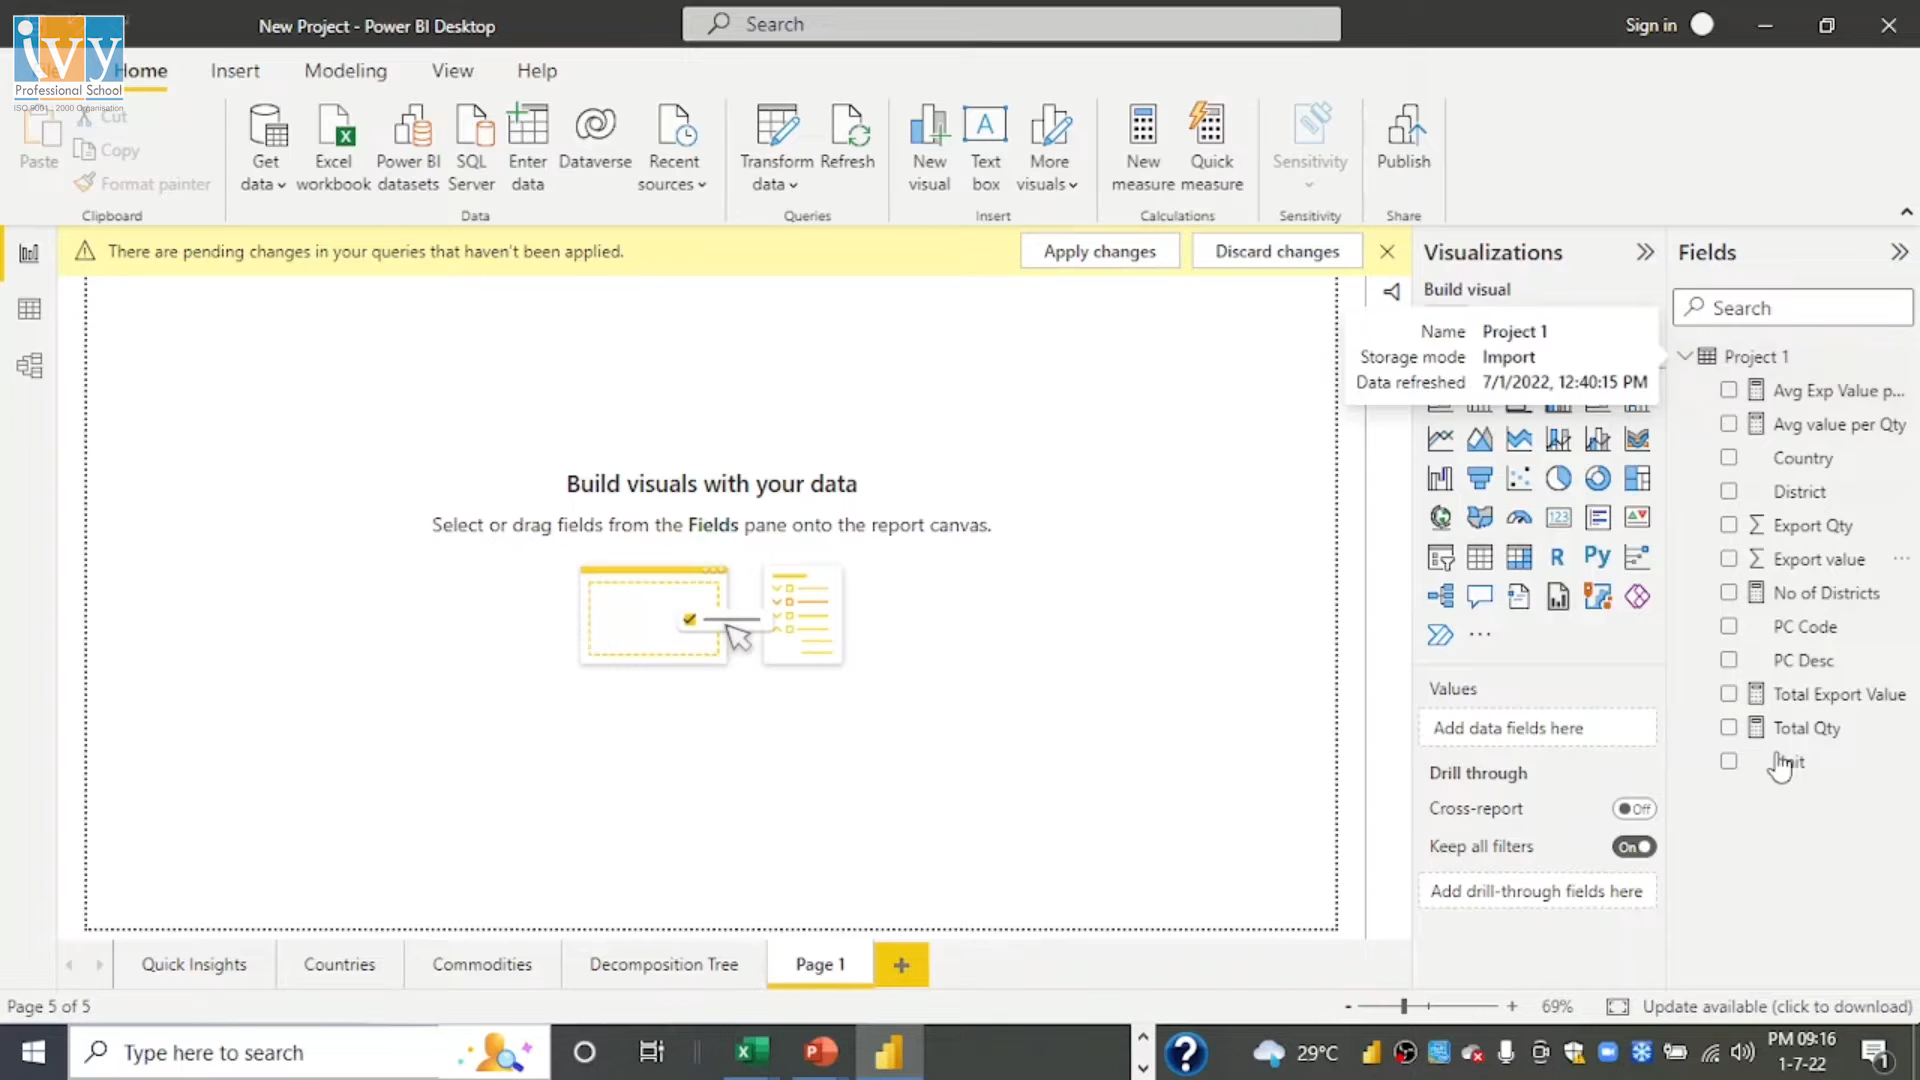 New Project - Power BI Desktop
Search
Sign in
ivy
Professional School
ISO 9001 : 2000 Organisation
Home
Insert
Modeling
View
Help
Paste
Cut
Copy
Format painter
Clipboard
Get data
Excel workbook
Power BI datasets
SQL Server
Enter data
Dataverse
Recent sources
Data
Transform data
Refresh
Queries
New visual
Text box
More visuals
Insert
New measure
Quick measure
Calculations
Sensitivity
Sensitivity
Publish
Share
There are pending changes in your queries that haven't been applied.
Apply changes
Discard changes
Visualizations
Build visual
Name Project 1
Storage mode Import
Data refreshed 7/1/2022, 12:40:15 PM
123
R
Py
Values
Add data fields here
Drill through
Cross-report
Off
Keep all filters
On
Add drill-through fields here
Fields
Search
Project 1
Avg Exp Value p...
Avg value per Qty
Country
District
Export Qty
Export value
No of Districts
PC Code
PC Desc
Total Export Value
Total Qty
Build visuals with your data
Select or drag fields from the Fields pane onto the report canvas.
Quick Insights
Countries
Commodities
Decomposition Tree
Page 1
Page 5 of 5
69%
Update available (click to download)
Type here to search
29°C
PM 09:16
1-7-22
1